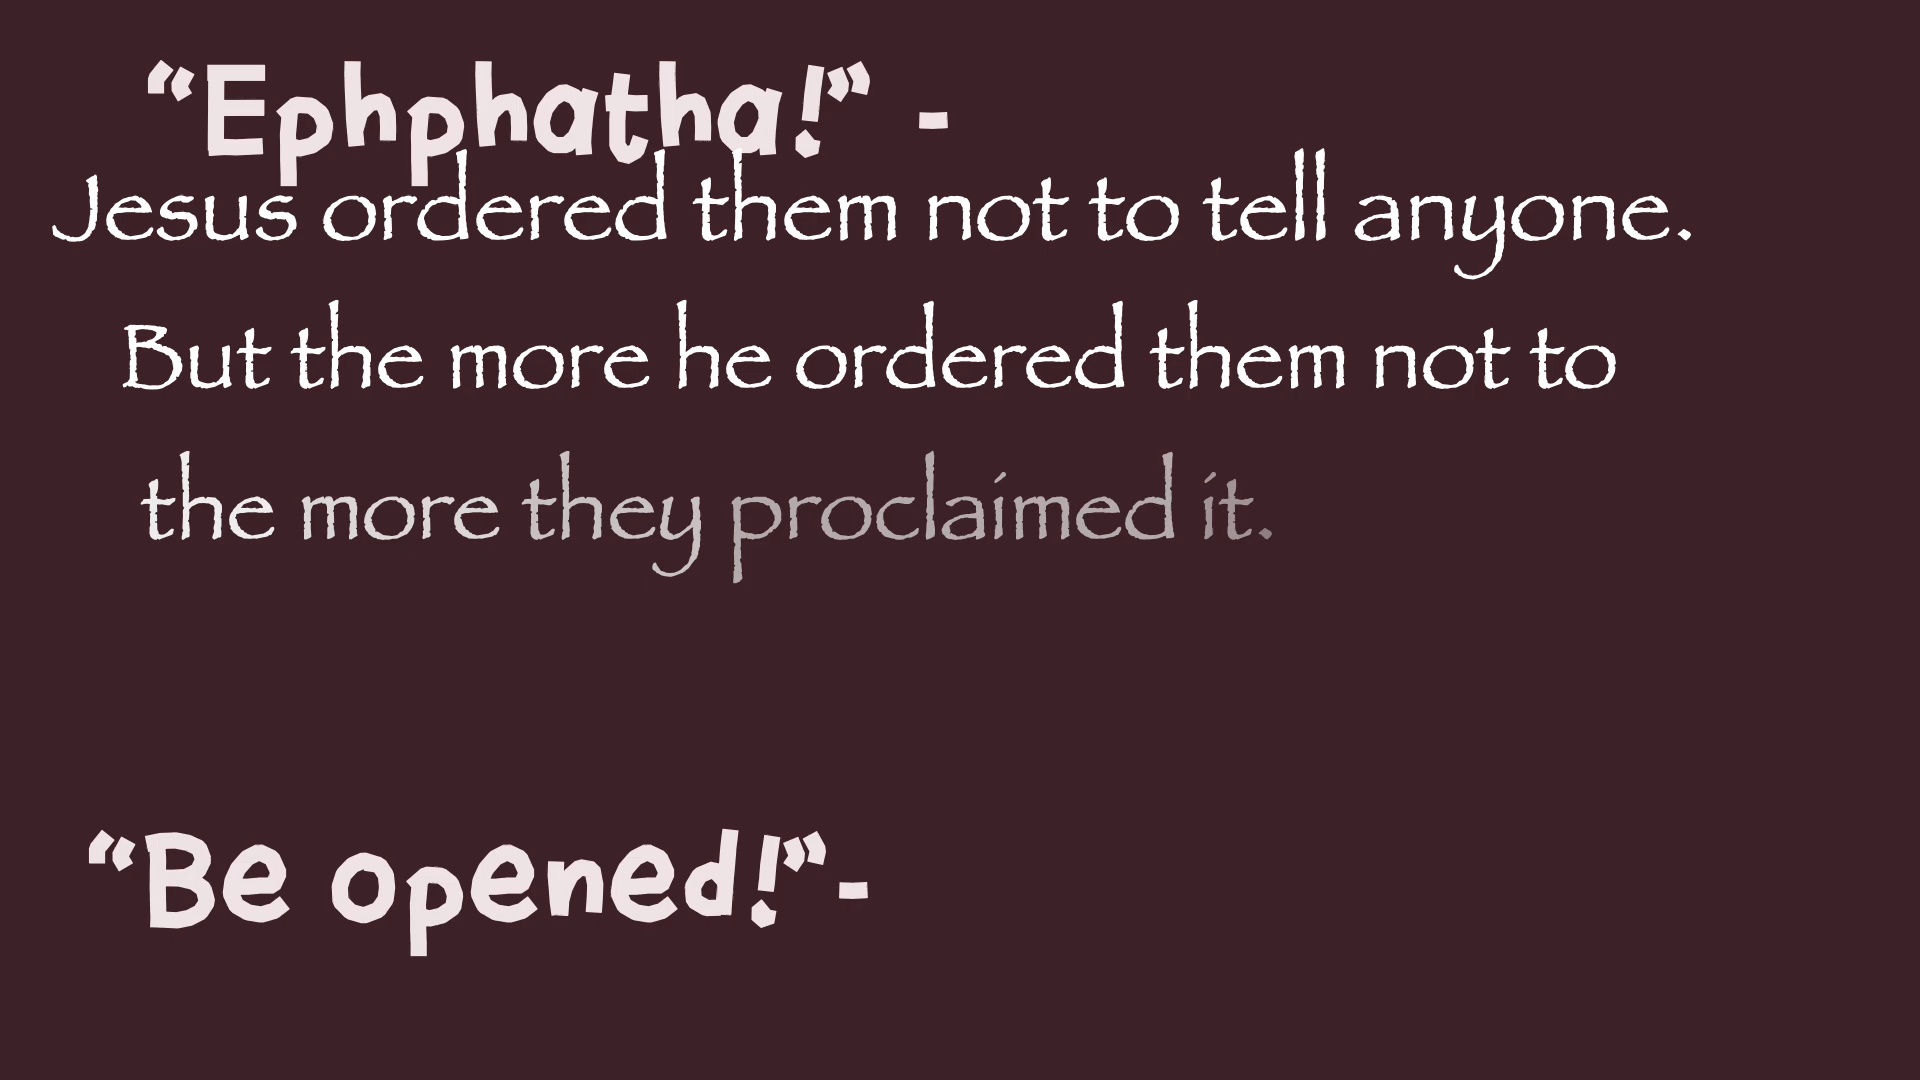 “Ephphatha!” -
Jesus ordered them not to tell anyone.
But the more he ordered them not to
the more they proclaimed it.
“Be opened!”-